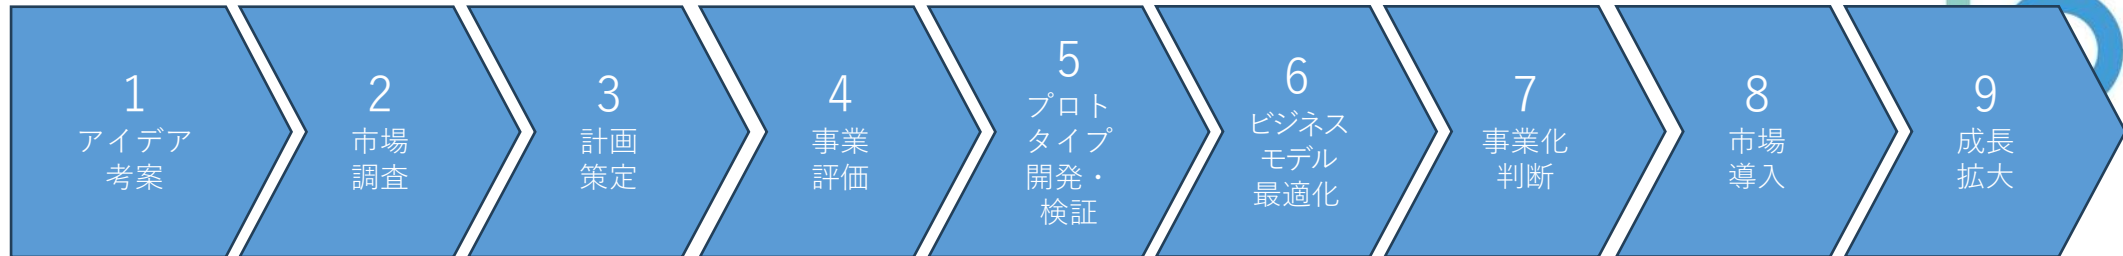 1
アイデア
考案
2
市場
調査
3
計画
策定
4
事業
評価
5
プロト
タイプ
開発・
検証
6
ビジネス
モデル
最適化
7
事業化
判断
8
市場
導入
9
成長
拡大